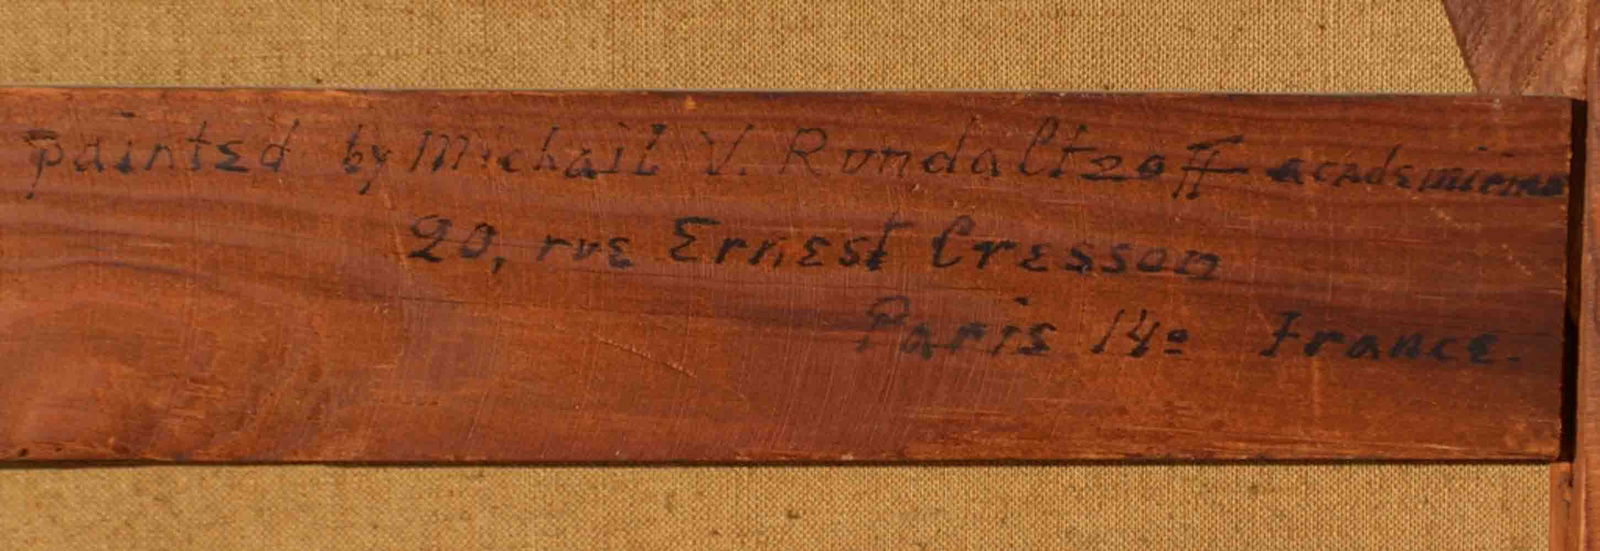 painted by Michail V. Rundaltzoff academicien
20, rue Ernest Cresson
Paris 14e France.